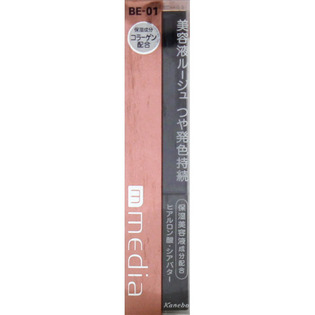 BE-01
保湿成分
コラーゲン
配合
美容液ルージュ つや発色持続
保湿美容液成分配合
ヒアルロン酸・シアバター
media
Kanebo